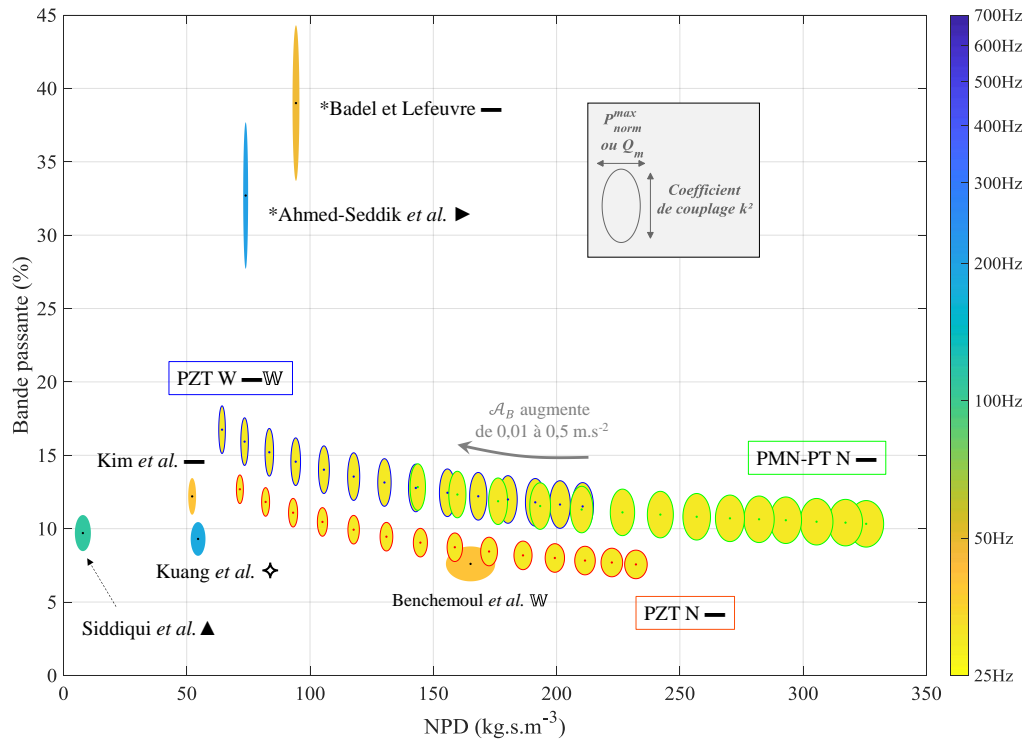 45
40
35
30
25
20
15
10
5
0
Bande passante (%)
0 50 100 150 200 250 300 350
NPD (kg.s.m⁻³)
*Badel et Lefeuvre
*Ahmed-Seddik et al.
P^max_norm
ou Q_m
Coefficient
de couplage k²
PZT W 𝕎
𝒜_B augmente
de 0,01 à 0,5 m.s⁻²
Kim et al.
PMN-PT N
Kuang et al.
Benchemoul et al. 𝕎
PZT N
Siddiqui et al.
700Hz
600Hz
500Hz
400Hz
300Hz
200Hz
100Hz
50Hz
25Hz